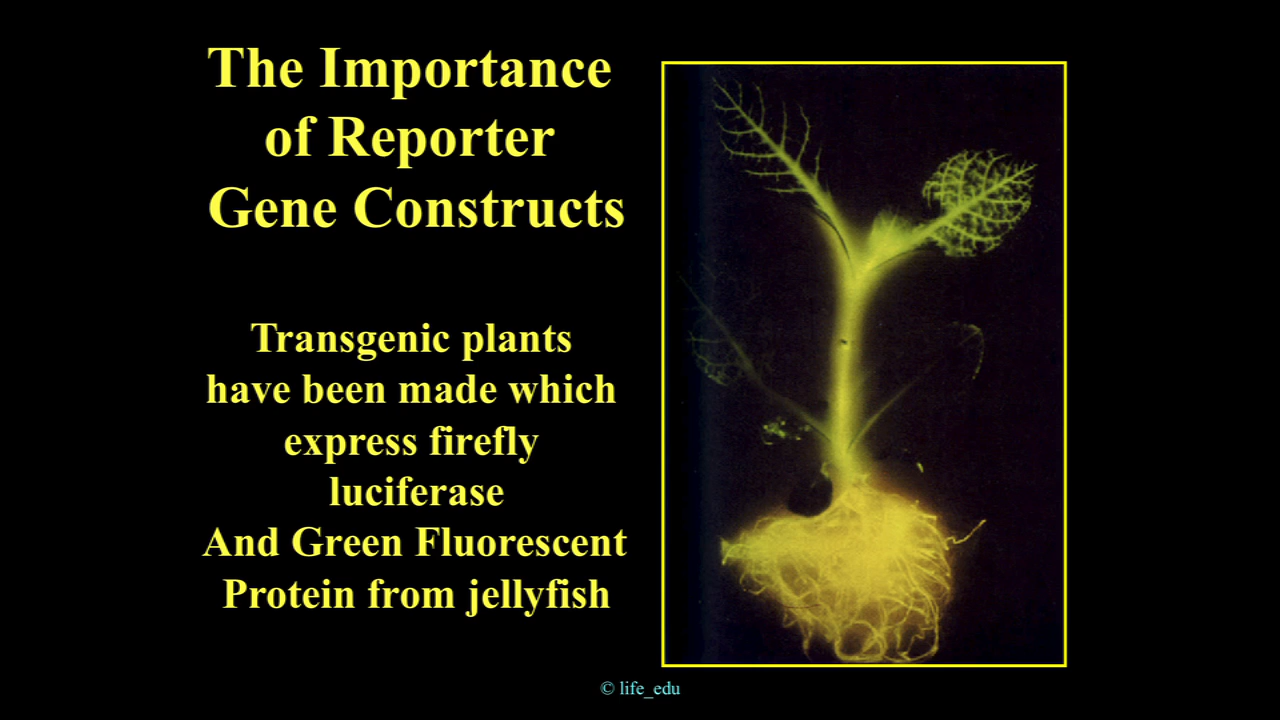 The Importance
of Reporter
Gene Constructs
Transgenic plants
have been made which
express firefly
luciferase
And Green Fluorescent
Protein from jellyfish
© life_edu